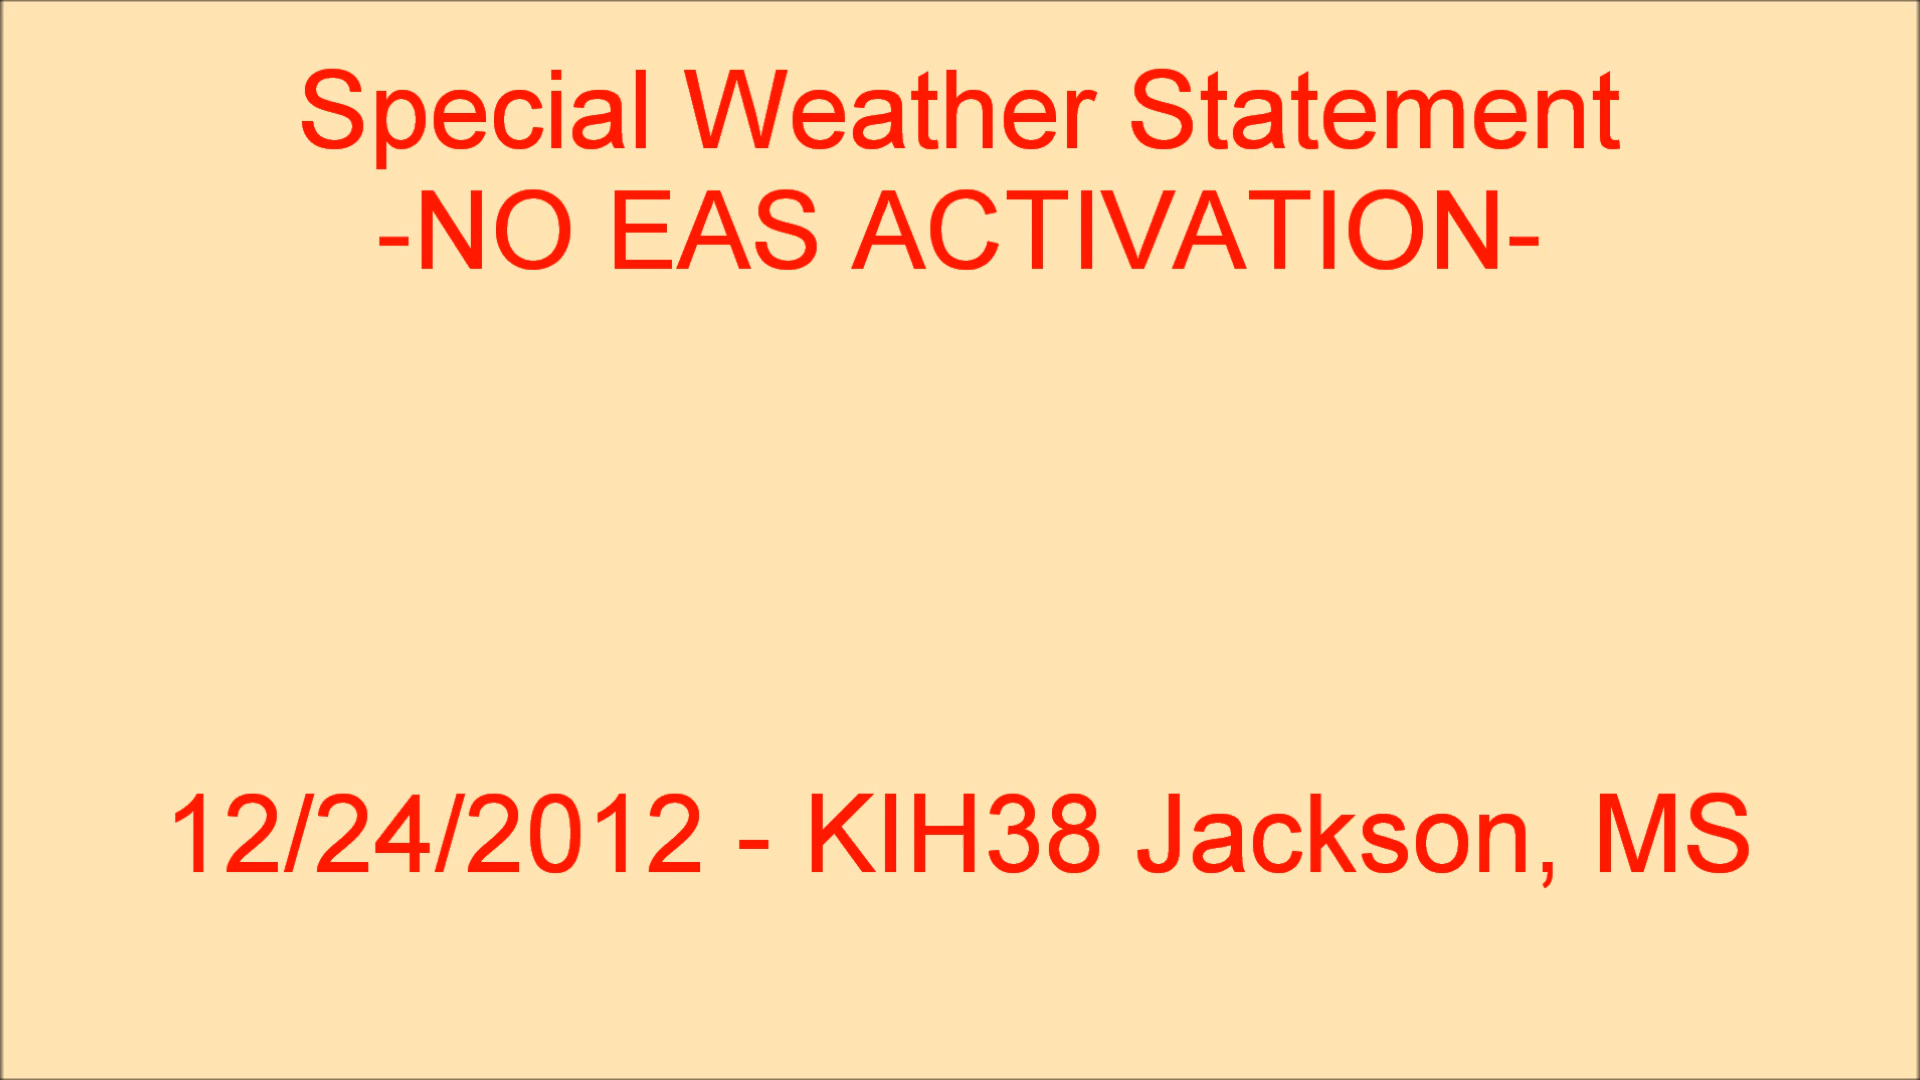 Special Weather Statement
-NO EAS ACTIVATION-
12/24/2012 - KIH38 Jackson, MS